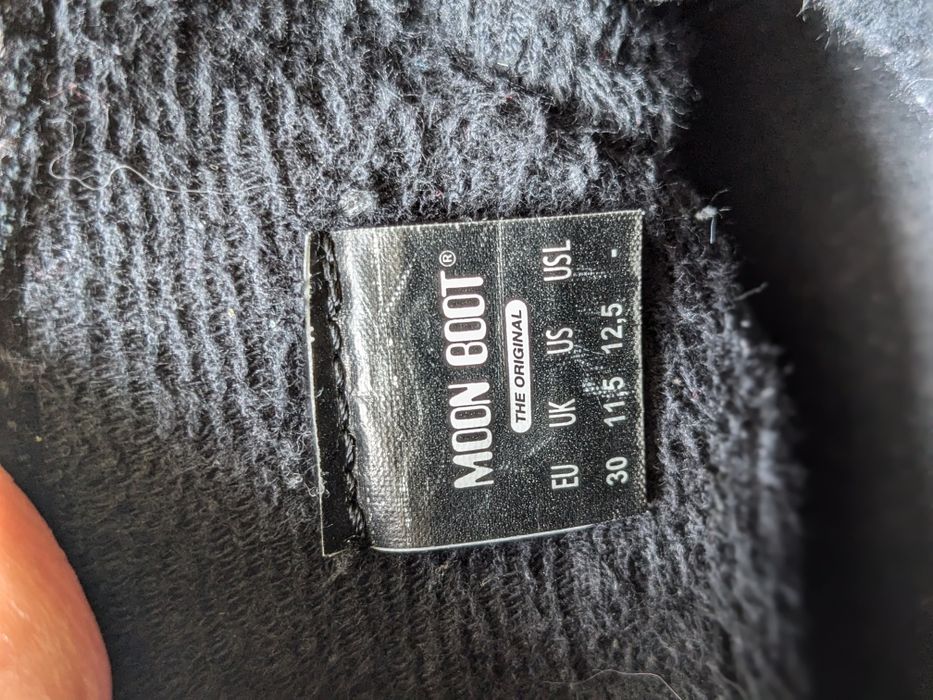 MOON BOOT®
THE ORIGINAL
EU UK US USL
30 11,5 12,5 -